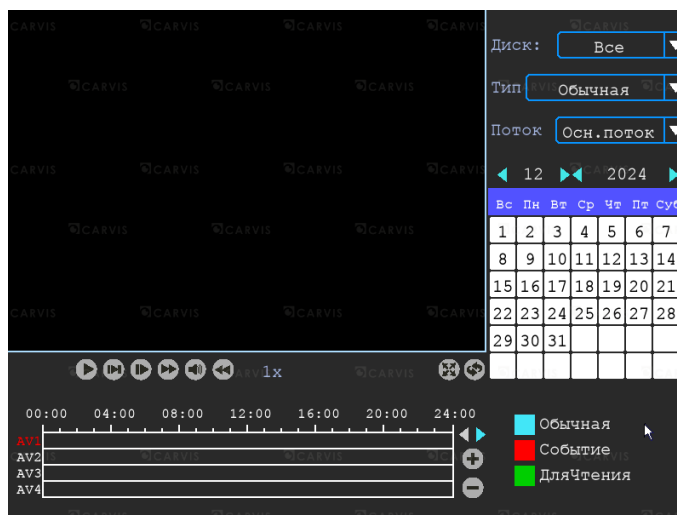 Диск: Все
Тип Обычная
Поток Осн.поток
12 2024
Вс Пн Вт Ср Чт Пт Суб
1 2 3 4 5 6 7
8 9 10 11 12 13 14
15 16 17 18 19 20 21
22 23 24 25 26 27 28
29 30 31
1x
00:00 04:00 08:00 12:00 16:00 20:00 24:00
AV1
AV2
AV3
AV4
Обычная
Событие
ДляЧтения
CARVIS